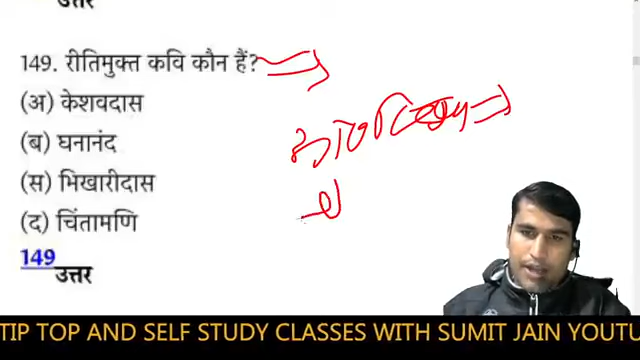 उत्तर
149. रीतिमुक्त कवि कौन हैं?
(अ) केशवदास
(ब) घनानंद
(स) भिखारीदास
(द) चिंतामणि
149
उत्तर
TIP TOP AND SELF STUDY CLASSES WITH SUMIT JAIN YOUTU